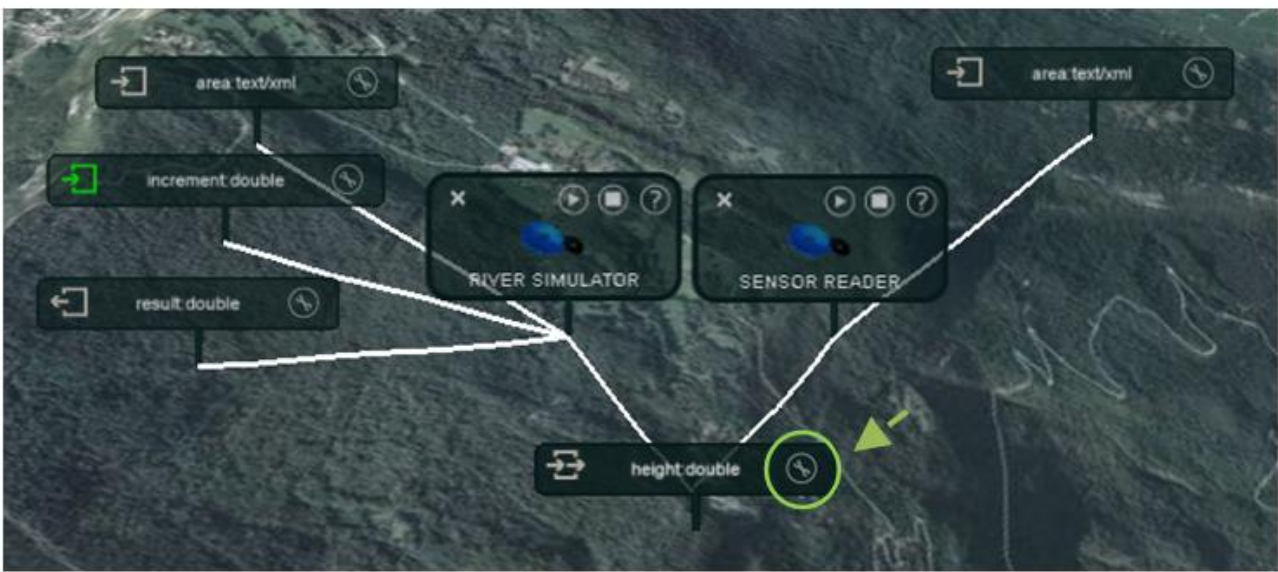 area:text/xml
area:text/xml
increment:double
RIVER SIMULATOR
SENSOR READER
result:double
height:double